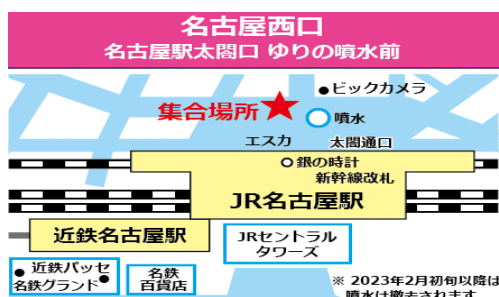 名古屋西口
名古屋駅太閤口 ゆりの噴水前
ビックカメラ
集合場所
噴水
エスカ
太閤通口
銀の時計
新幹線改札
JR名古屋駅
近鉄名古屋駅
JRセントラル
タワーズ
近鉄パッセ
名鉄グランド
名鉄
百貨店
※ 2023年2月初旬以降は
噴水は撤去されます